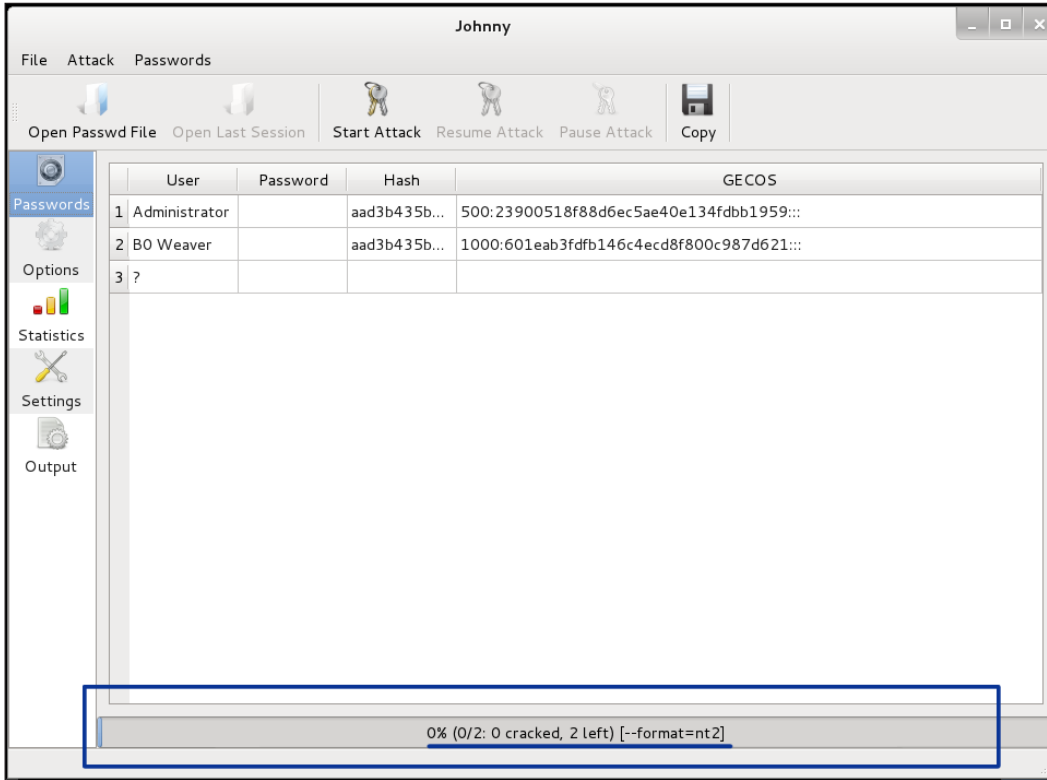 Johnny
File Attack Passwords
Open Passwd File Open Last Session Start Attack Resume Attack Pause Attack Copy
Passwords
Options
Statistics
Settings
Output
User Password Hash GECOS
1 Administrator aad3b435b... 500:23900518f88d6ec5ae40e134fdbb1959:::
2 B0 Weaver aad3b435b... 1000:601eab3fdfb146c4ecd8f800c987d621:::
3 ?
0% (0/2: 0 cracked, 2 left) [--format=nt2]